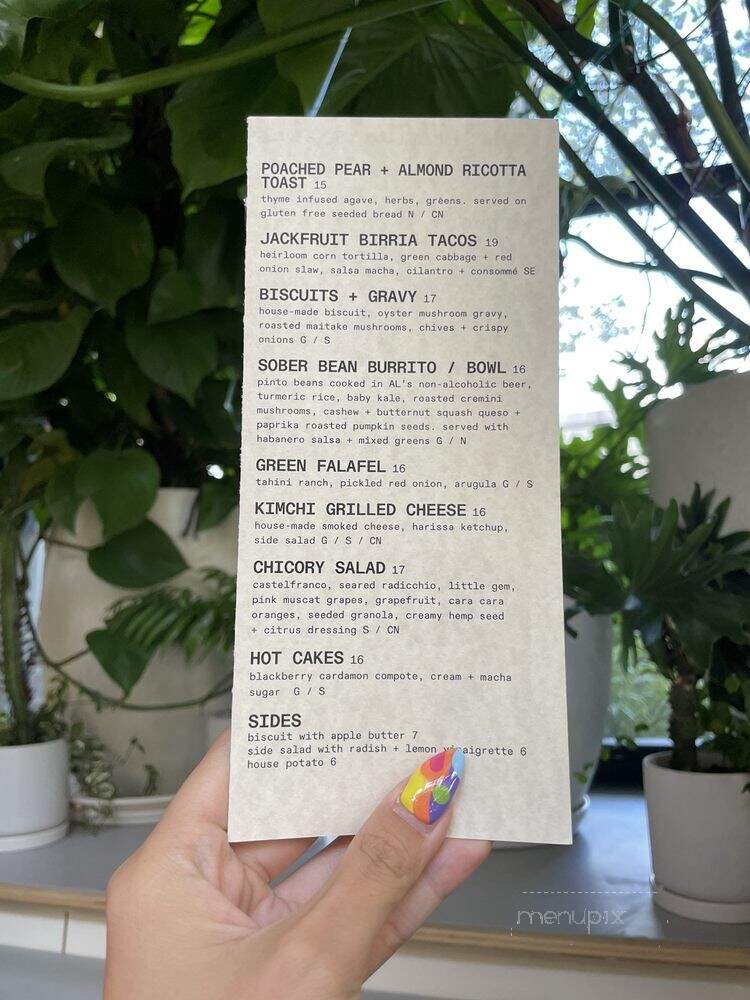 POACHED PEAR + ALMOND RICOTTA
TOAST 15
thyme infused agave, herbs, greens. served on
gluten free seeded bread N / CN
JACKFRUIT BIRRIA TACOS 19
heirloom corn tortilla, green cabbage + red
onion slaw, salsa macha, cilantro + consommé SE
BISCUITS + GRAVY 17
house-made biscuit, oyster mushroom gravy,
roasted maitake mushrooms, chives + crispy
onions G / S
SOBER BEAN BURRITO / BOWL 16
pinto beans cooked in AL's non-alcoholic beer,
turmeric rice, baby kale, roasted cremini
mushrooms, cashew + butternut squash queso +
paprika roasted pumpkin seeds. served with
habanero salsa + mixed greens G / N
GREEN FALAFEL 16
tahini ranch, pickled red onion, arugula G / S
KIMCHI GRILLED CHEESE 16
house-made smoked cheese, harissa ketchup,
side salad G / S / CN
CHICORY SALAD 17
castelfranco, seared radicchio, little gem,
pink muscat grapes, grapefruit, cara cara
oranges, seeded granola, creamy hemp seed
+ citrus dressing S / CN
HOT CAKES 16
blackberry cardamon compote, cream + macha
sugar G / S
SIDES
biscuit with apple butter 7
side salad with radish + lemon vinaigrette 6
house potato 6
menupix